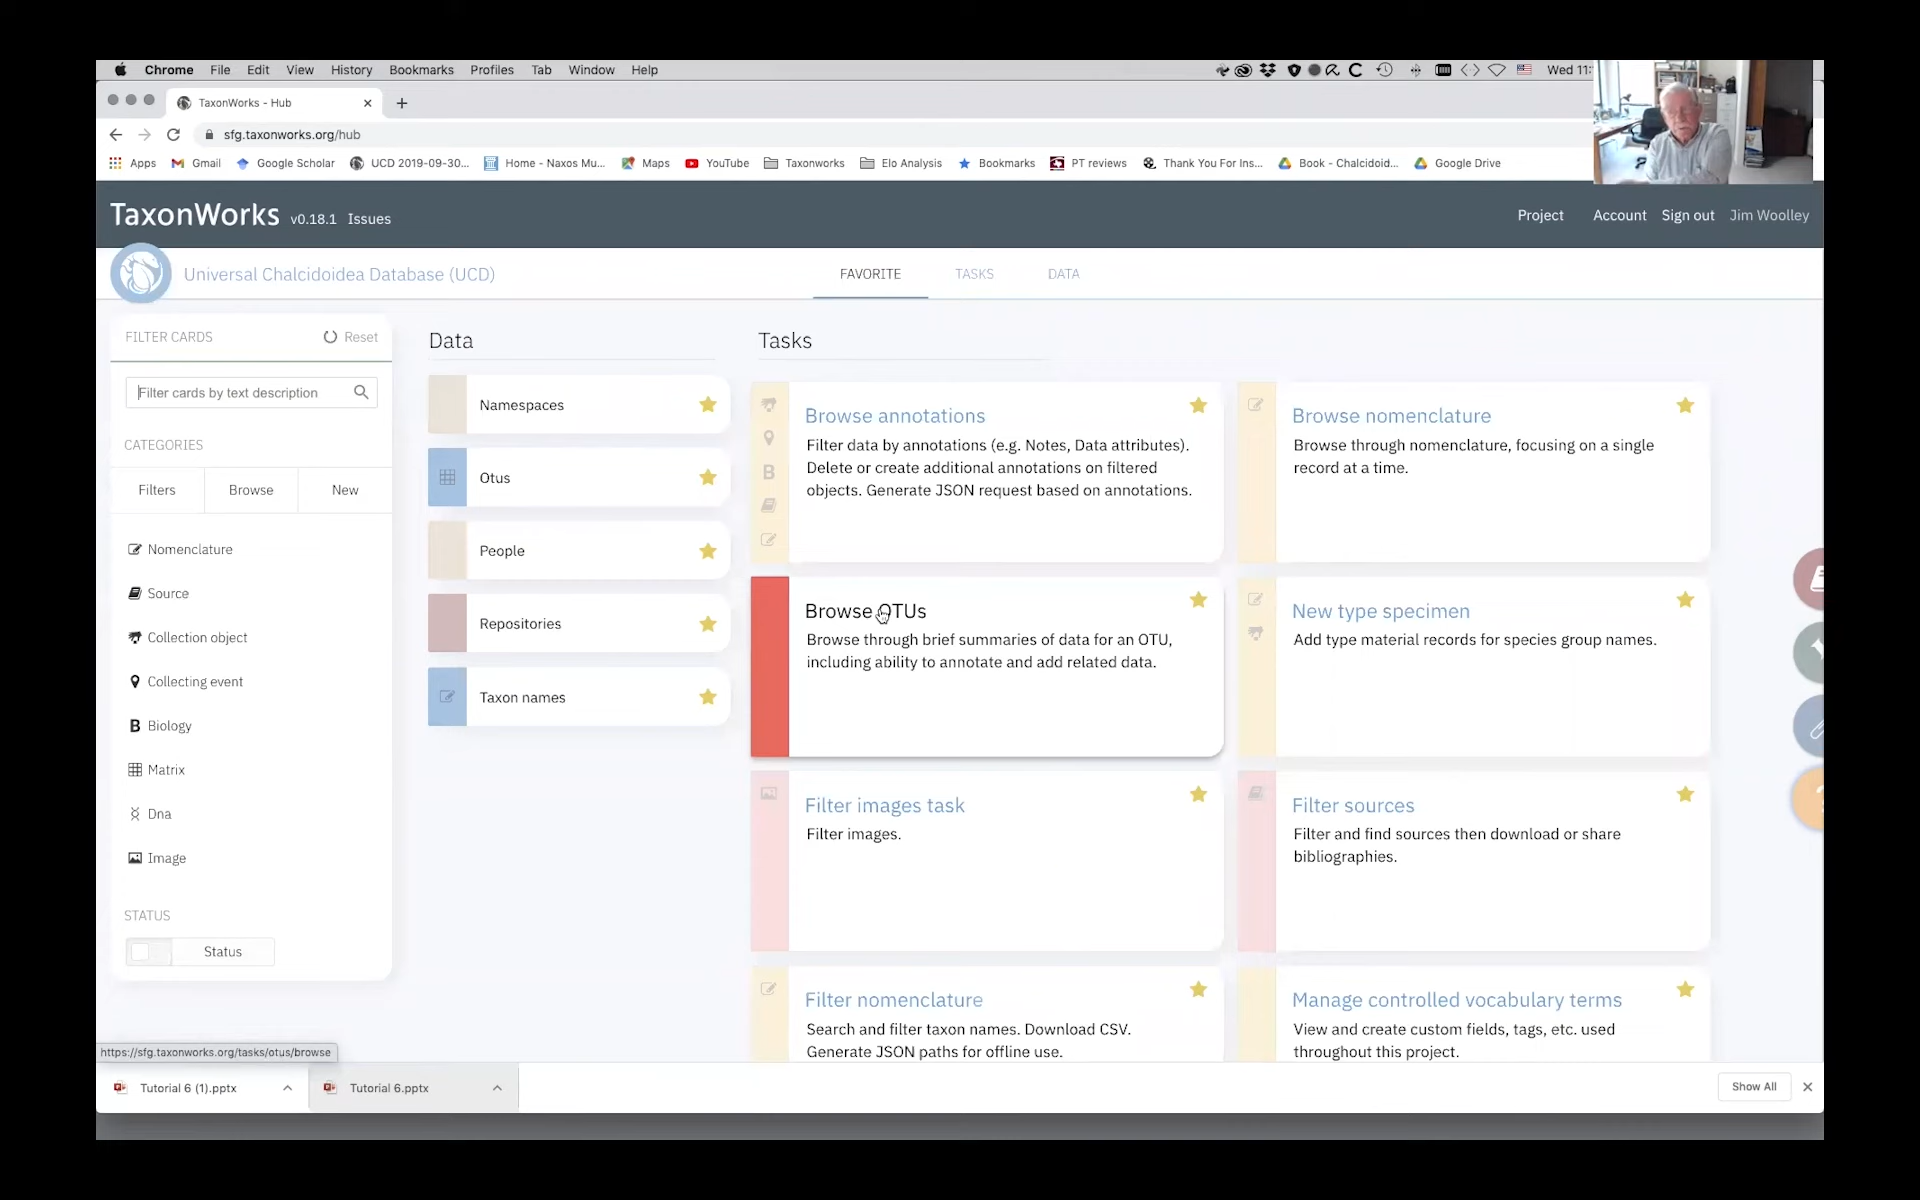 Chrome File Edit View History Bookmarks Profiles Tab Window Help
Wed 11:
TaxonWorks - Hub
sfg.taxonworks.org/hub
Apps Gmail Google Scholar UCD 2019-09-30... Home - Naxos Mu... Maps YouTube Taxonworks Elo Analysis Bookmarks PT reviews Thank You For Ins... Book - Chalcidoid... Google Drive
TaxonWorks v0.18.1 Issues
Project Account Sign out Jim Woolley
Universal Chalcidoidea Database (UCD)
FAVORITE TASKS DATA
FILTER CARDS Reset
Filter cards by text description
CATEGORIES
Filters Browse New
Nomenclature
Source
Collection object
Collecting event
B Biology
Matrix
Dna
Image
STATUS
Status
Data
Namespaces
Otus
People
Repositories
Taxon names
Tasks
B
Browse annotations
Filter data by annotations (e.g. Notes, Data attributes).
Delete or create additional annotations on filtered
objects. Generate JSON request based on annotations.
Browse nomenclature
Browse through nomenclature, focusing on a single
record at a time.
Browse OTUs
Browse through brief summaries of data for an OTU,
including ability to annotate and add related data.
New type specimen
Add type material records for species group names.
Filter images task
Filter images.
Filter sources
Filter and find sources then download or share
bibliographies.
Filter nomenclature
Search and filter taxon names. Download CSV.
Generate JSON paths for offline use.
Manage controlled vocabulary terms
View and create custom fields, tags, etc. used
throughout this project.
?
https://sfg.taxonworks.org/tasks/otus/browse
Tutorial 6 (1).pptx
Tutorial 6.pptx
Show All